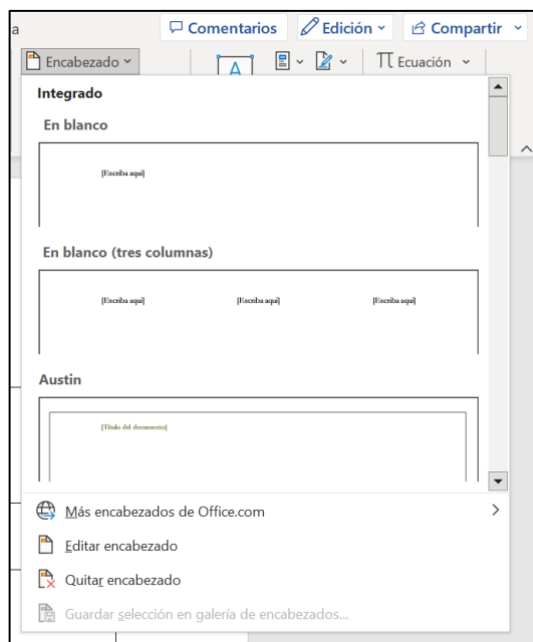 a
Comentarios Edición Compartir
Encabezado A Ecuación
Integrado
En blanco
[Escriba aquí]
En blanco (tres columnas)
[Escriba aquí] [Escriba aquí] [Escriba aquí]
Austin
[Título del documento]
Más encabezados de Office.com
Editar encabezado
Quitar encabezado
Guardar selección en galería de encabezados...